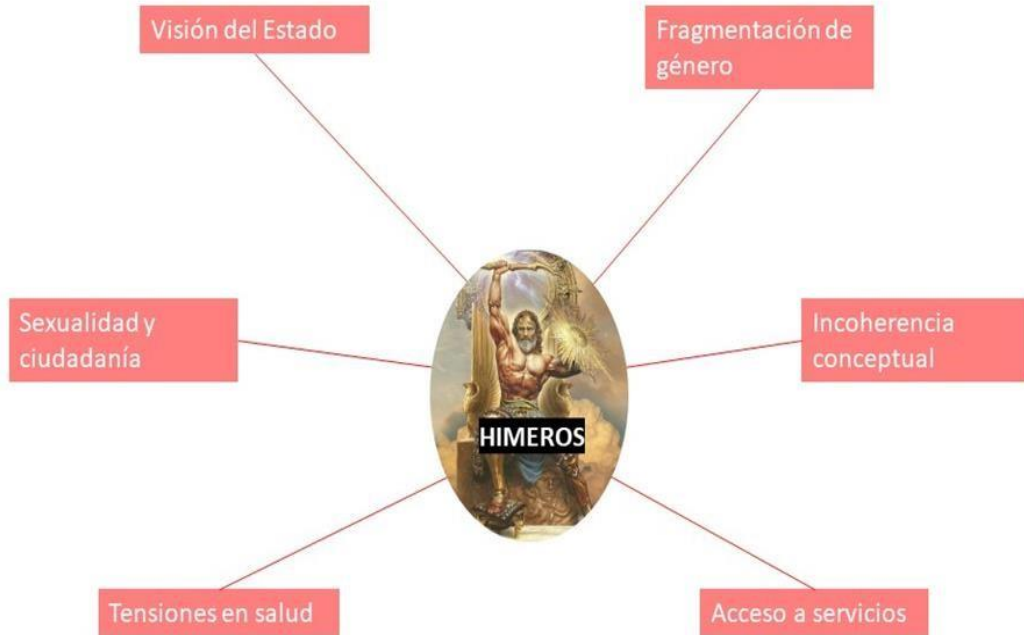 Visión del Estado
Fragmentación de
género
Sexualidad y
ciudadanía
Incoherencia
conceptual
HIMEROS
Tensiones en salud
Acceso a servicios